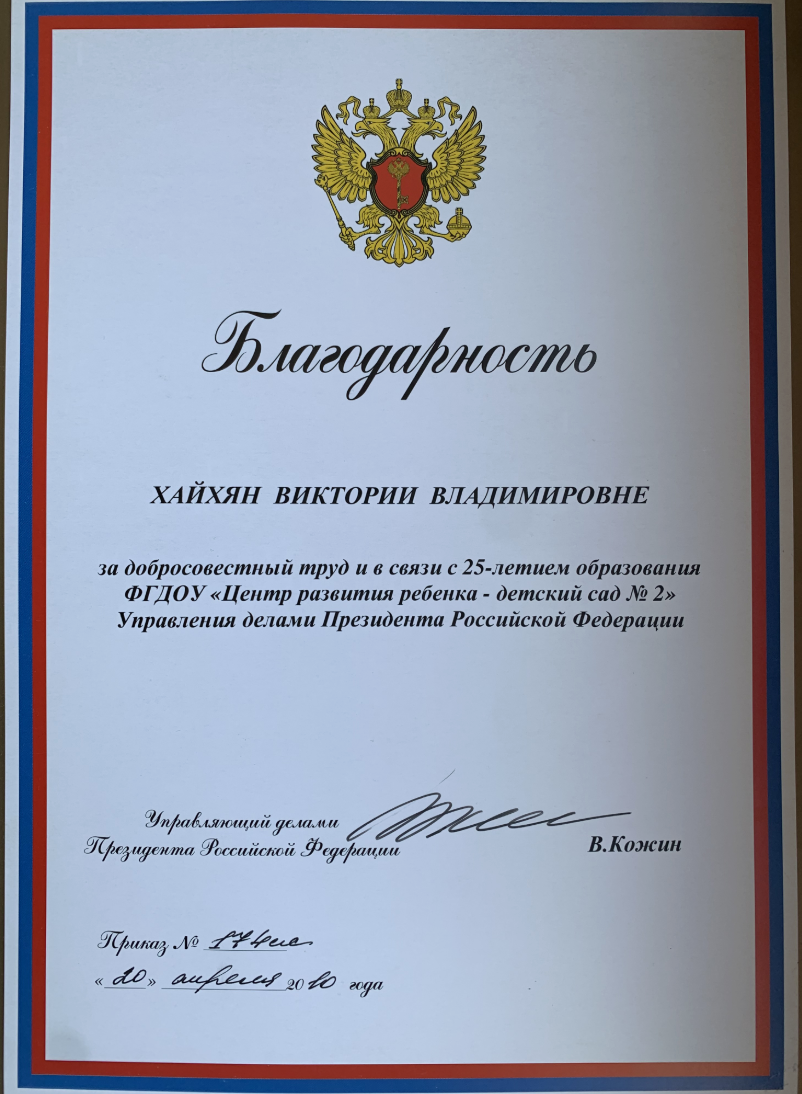 Благодарность
ХАЙХЯН ВИКТОРИИ ВЛАДИМИРОВНЕ
за добросовестный труд и в связи с 25-летием образования
ФГДОУ «Центр развития ребенка - детский сад № 2»
Управления делами Президента Российской Федерации
Управляющий делами
Президента Российской Федерации
В.Кожин
Приказ №
«20» апреля 2010 года